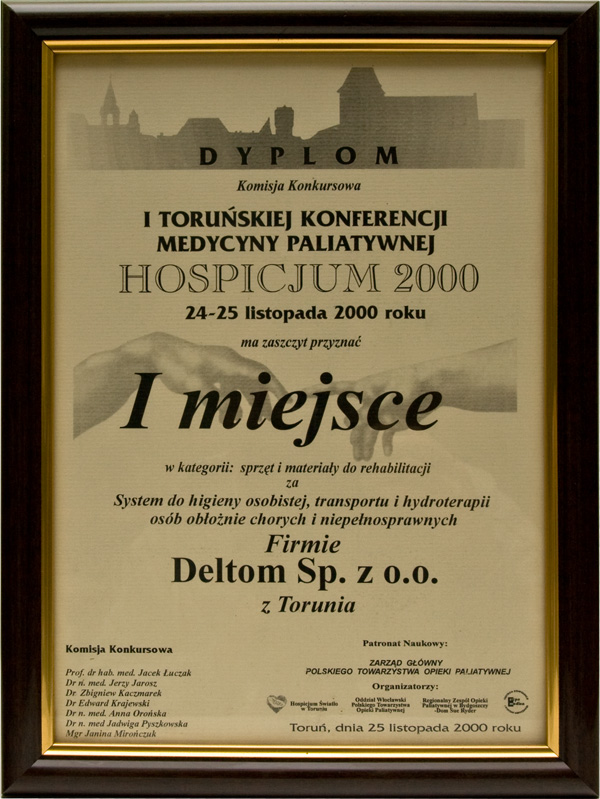 DYPLOM
Komisja Konkursowa
I TORUŃSKIEJ KONFERENCJI
MEDYCYNY PALIATYWNEJ
HOSPICJUM 2000
24-25 listopada 2000 roku
ma zaszczyt przyznać
I miejsce
w kategorii: sprzęt i materiały do rehabilitacji
za
System do higieny osobistej, transportu i hydroterapii
osób obłożnie chorych i niepełnosprawnych
Firmie
Deltom Sp. z o.o.
z Torunia
Komisja Konkursowa
Prof. dr hab. med. Jacek Łuczak
Dr n. med. Jerzy Jarosz
Dr Zbigniew Kaczmarek
Dr Edward Krajewski
Dr n. med. Anna Orońska
Dr n. med Jadwiga Pyszkowska
Mgr Janina Mirończuk
Patronat Naukowy:
ZARZĄD GŁÓWNY
POLSKIEGO TOWARZYSTWA OPIEKI PALIATYWNEJ
Organizatorzy:
Hospicjum Światło
w Toruniu
Oddział Włocławski
Polskiego Towarzystwa
Opieki Paliatywnej
Regionalny Zespół Opieki
Paliatywnej w Bydgoszczy
-Dom Sue Ryder
Toruń, dnia 25 listopada 2000 roku